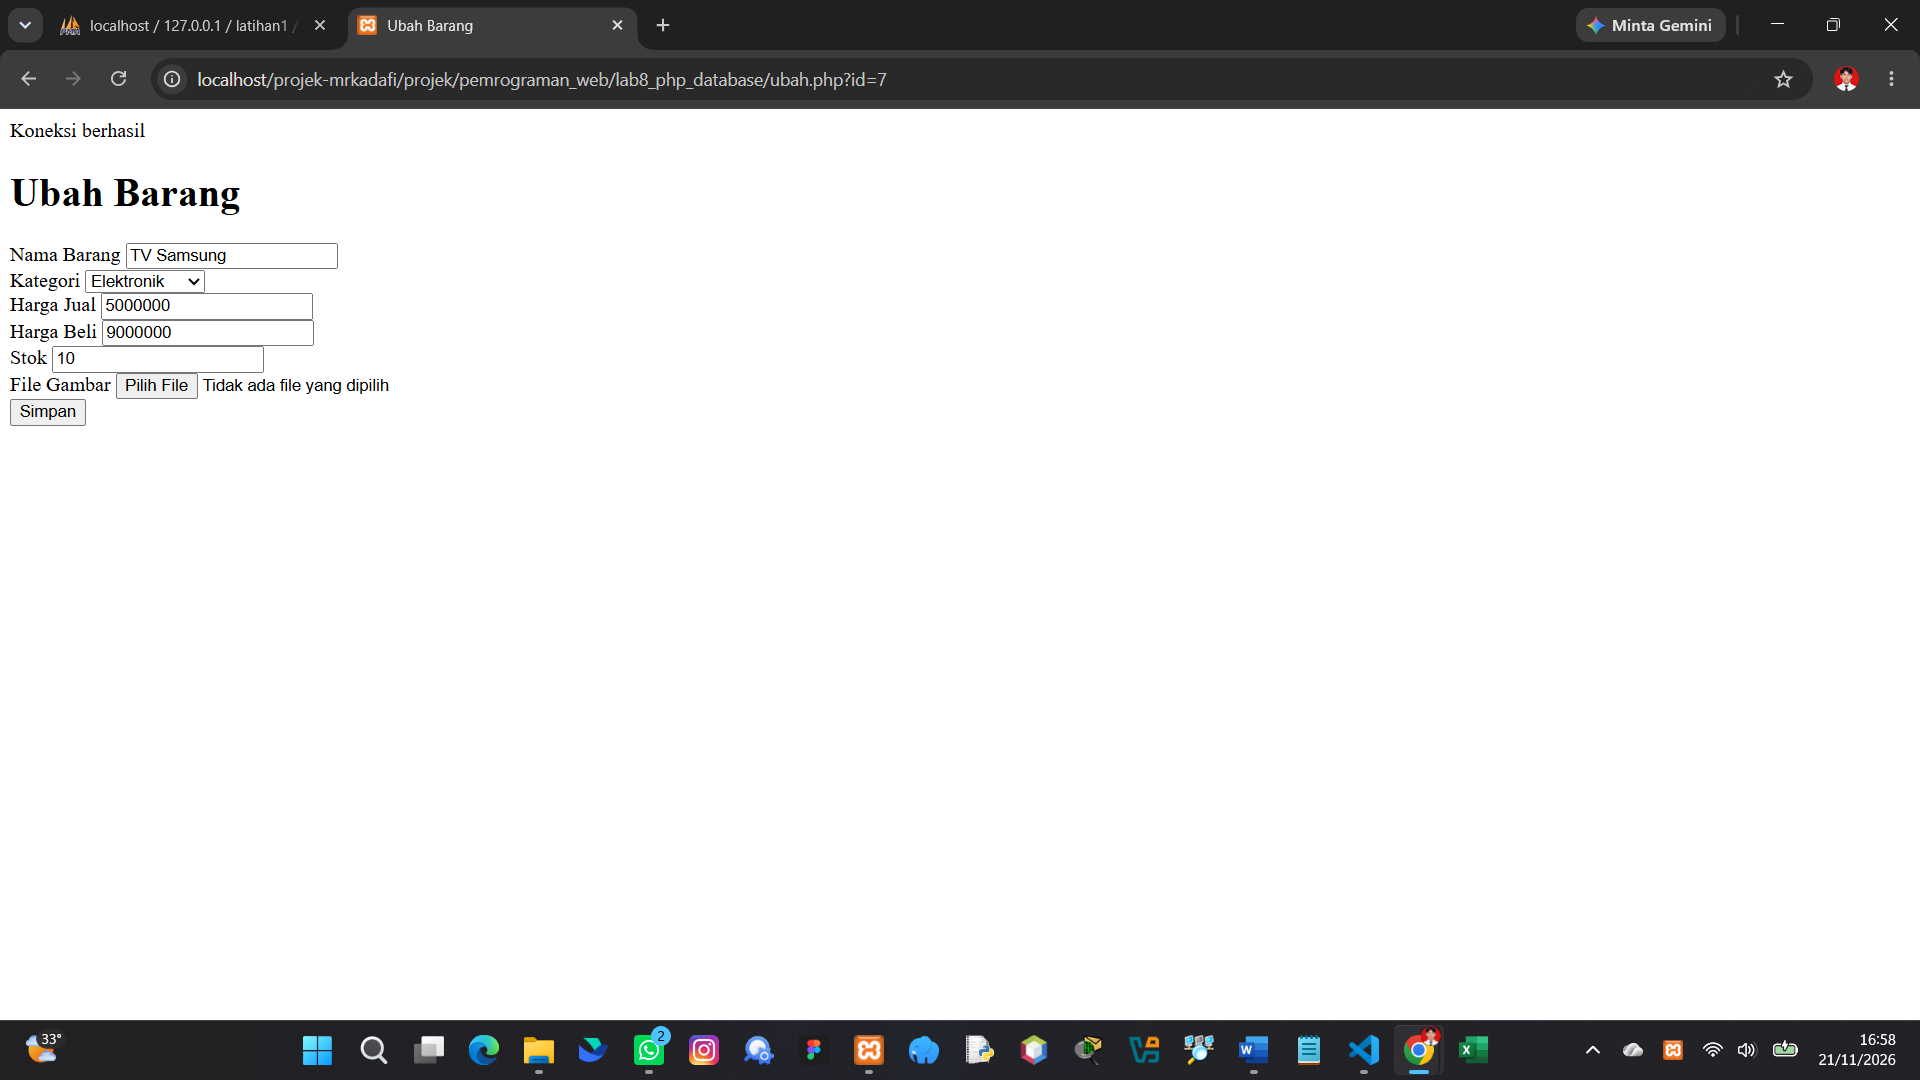 localhost / 127.0.0.1 / latihan1 /
Ubah Barang
Minta Gemini
localhost/projek-mrkadafi/projek/pemrograman_web/lab8_php_database/ubah.php?id=7
Koneksi berhasil
Ubah Barang
Nama Barang TV Samsung
Kategori Elektronik
Harga Jual 5000000
Harga Beli 9000000
Stok 10
File Gambar Pilih File Tidak ada file yang dipilih
Simpan
33°
2
16:58
21/11/2026